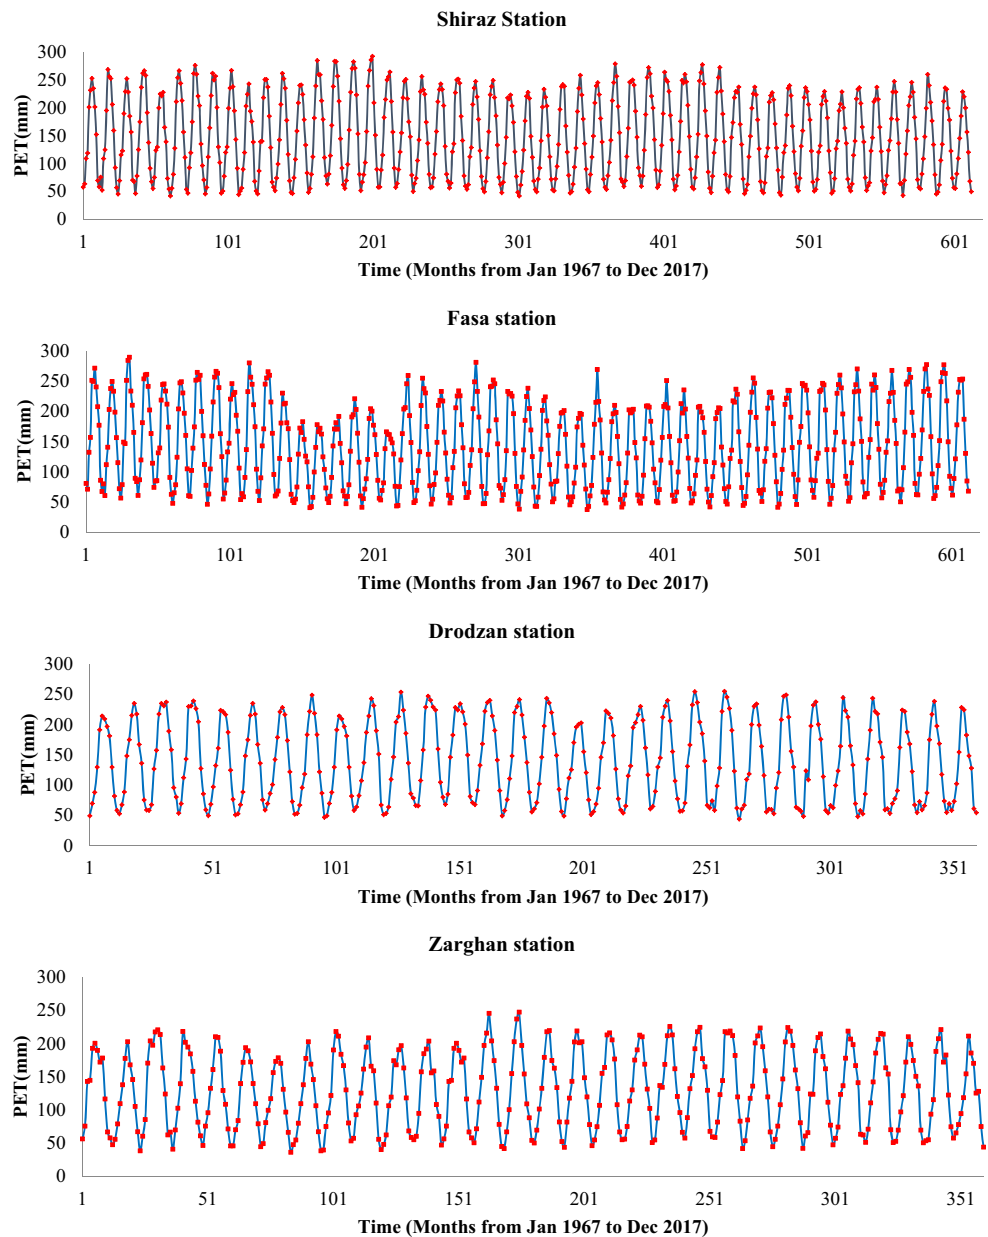 Shiraz Station
300
250
200
150
100
50
0
PET(mm)
1 101 201 301 401 501 601
Time (Months from Jan 1967 to Dec 2017)
Fasa station
300
250
200
150
100
50
0
PET(mm)
1 101 201 301 401 501 601
Time (Months from Jan 1967 to Dec 2017)
Drodzan station
300
250
200
150
100
50
0
PET(mm)
1 51 101 151 201 251 301 351
Time (Months from Jan 1967 to Dec 2017)
Zarghan station
300
250
200
150
100
50
0
PET(mm)
1 51 101 151 201 251 301 351
Time (Months from Jan 1967 to Dec 2017)